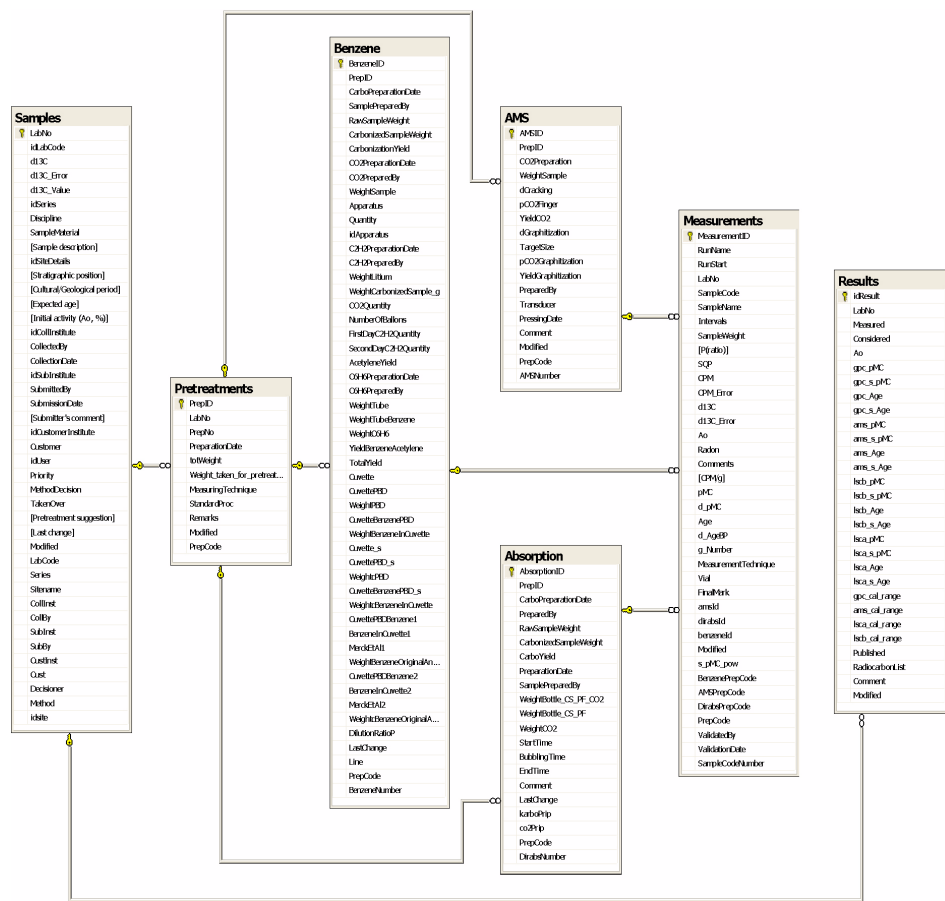 Samples
LabNo
idLabCode
d13C
d13C_Error
d13C_Value
idSeries
Discipline
SampleMaterial
[Sample description]
idSiteDetails
[Stratigraphic position]
[Cultural/Geological period]
[Expected age]
[Initial activity (Ao, %)]
idCollInstitute
CollectedBy
CollectionDate
idSubInstitute
SubmittedBy
SubmissionDate
[Submitter's comment]
idCustomerInstitute
Customer
idUser
Priority
MethodDecision
TakenOver
[Pretreatment suggestion]
[Last change]
Modified
LabCode
Series
Sitename
CollInst
CollBy
SubInst
SubBy
CustInst
Cust
Decisioner
Method
idsite
Pretreatments
PrepID
LabNo
PrepNo
PreparationDate
totWeight
Weight_taken_for_pretreat...
MeasuringTechnique
StandardProc
Remarks
Modified
PrepCode
Benzene
BenzeneID
PrepID
CarboPreparationDate
SamplePreparedBy
RawSampleWeight
CarbonizedSampleWeight
CarbonizationYield
CO2PreparationDate
CO2PreparedBy
WeightSample
Apparatus
Quantity
idApparatus
C2H2PreparationDate
C2H2PreparedBy
WeightLitium
WeightCarbonizedSample_g
CO2Quantity
NumberOfBallons
FirstDayC2H2Quantity
SecondDayC2H2Quantity
AcetyleneYield
C6H6PreparationDate
C6H6PreparedBy
WeightTube
WeightTubeBenzene
WeightC6H6
YieldBenzeneAcetylene
TotalYield
Cuvette
CuvettePBD
WeightPBD
CuvetteBenzenePBD
WeightBenzeneInCuvette
Cuvette_s
CuvettePBD_s
WeightcPBD
CuvetteBenzenePBD_s
WeightcBenzeneInCuvette
CuvettePBDBenzene1
BenzeneInCuvette1
MerckEtAl1
WeightBenzeneOriginalAn...
CuvettePBDBenzene2
BenzeneInCuvette2
MerckEtAl2
WeightcBenzeneOriginalA...
DilutionRatioP
LastChange
Line
PrepCode
BenzeneNumber
AMS
AMSID
PrepID
CO2Preparation
WeightSample
dCracking
pCO2Finger
YieldCO2
dGraphitization
TargetSize
pCO2Graphitization
YieldGraphitization
PreparedBy
Transducer
PressingDate
Comment
Modified
PrepCode
AMSNumber
Absorption
AbsorptionID
PrepID
CarboPreparationDate
PreparedBy
RawSampleWeight
CarbonizedSampleWeight
CarboYield
PreparationDate
SamplePreparedBy
WeightBottle_CS_PF_CO2
WeightBottle_CS_PF
WeightCO2
StartTime
BubblingTime
EndTime
Comment
LastChange
karboPrip
co2Prip
PrepCode
DirabsNumber
Measurements
MeasurementID
RunName
RunStart
LabNo
SampleCode
SampleName
Intervals
SampleWeight
[P(ratio)]
SQP
CPM
CPM_Error
d13C
d13C_Error
Ao
Radon
Comments
[CPM/g]
pMC
d_pMC
Age
d_AgeBP
g_Number
MeasurementTechnique
Vial
FinalMark
amsId
dirabsId
benzeneId
Modified
s_pMC_pow
BenzenePrepCode
AMSPrepCode
DirabsPrepCode
PrepCode
ValidatedBy
ValidationDate
SampleCodeNumber
Results
idResult
LabNo
Measured
Considered
Ao
gpc_pMC
gpc_s_pMC
gpc_Age
gpc_s_Age
ams_pMC
ams_s_pMC
ams_Age
ams_s_Age
lscb_pMC
lscb_s_pMC
lscb_Age
lscb_s_Age
lsca_pMC
lsca_s_pMC
lsca_Age
lsca_s_Age
gpc_cal_range
ams_cal_range
lsca_cal_range
lscb_cal_range
Published
RadiocarbonList
Comment
Modified